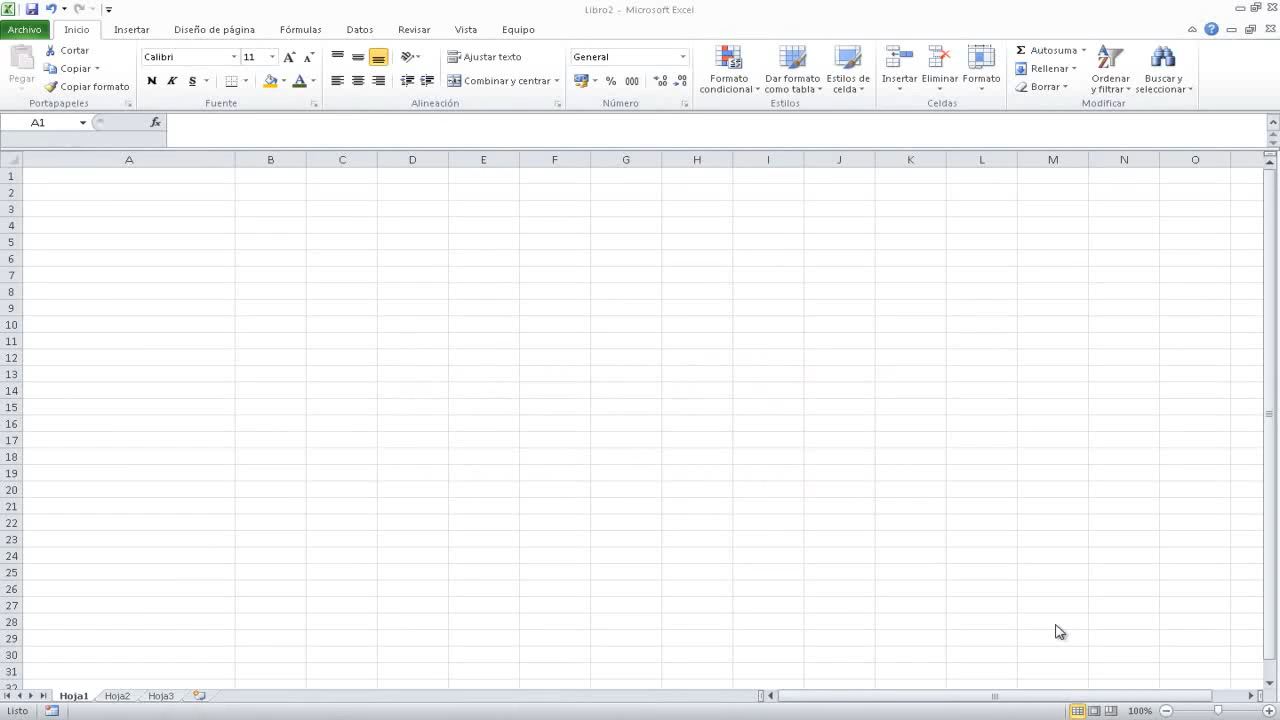 Libro2 - Microsoft Excel
Archivo Inicio Insertar Diseño de página Fórmulas Datos Revisar Vista Equipo
Pegar
Cortar
Copiar
Copiar formato
Portapapeles
Calibri 11
N K S A
Fuente
Ajustar texto
Combinar y centrar
Alineación
General
% 000
Número
Formato condicional
Dar formato como tabla
Estilos de celda
Estilos
Insertar Eliminar Formato
Celdas
Σ Autosuma
Rellenar
Borrar
Ordenar y filtrar
Buscar y seleccionar
Modificar
A1 fx
A B C D E F G H I J K L M N O
1
2
3
4
5
6
7
8
9
10
11
12
13
14
15
16
17
18
19
20
21
22
23
24
25
26
27
28
29
30
31
32
Hoja1 Hoja2 Hoja3
Listo 100%